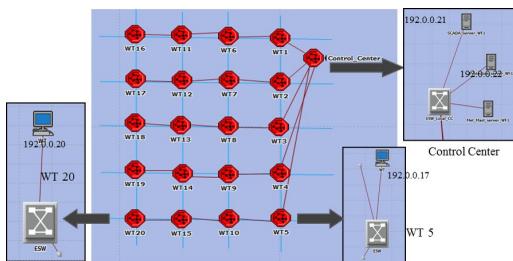 WT16
WT11
WT6
WT1
Control_Center
WT17
WT12
WT7
WT2
WT18
WT13
WT8
WT3
WT19
WT14
WT9
WT4
WT20
WT15
WT10
WT5
192.0.0.20
WT 20
ESW
192.0.0.21
SCADA_server_WF1
192.0.0.22
ESW_Local_CC
Met_Mast_server_WF1
Control Center
WT
192.0.0.17
ESW
WT 5